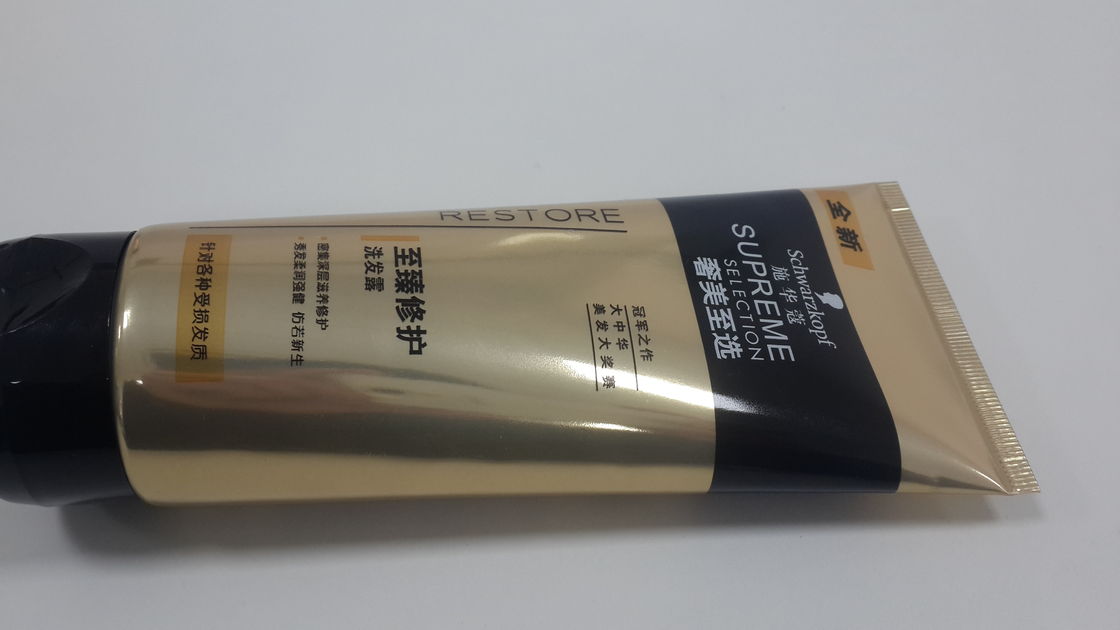 全新
Schwarzkopf
施华蔻
SUPREME
SELECTION
奢美至选
冠军之作
大中华
美发大奖赛
RESTORE
至臻修护
洗发露
密集深层滋养修护
秀发柔润强健 仿若新生
针对各种受损发质